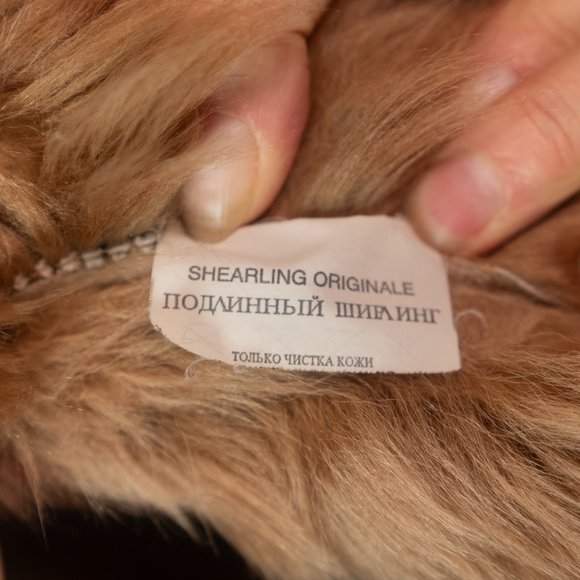 SHEARLING ORIGINALE
ПОДЛИННЫЙ ШИРЛИНГ
ТОЛЬКО ЧИСТКА КОЖИ